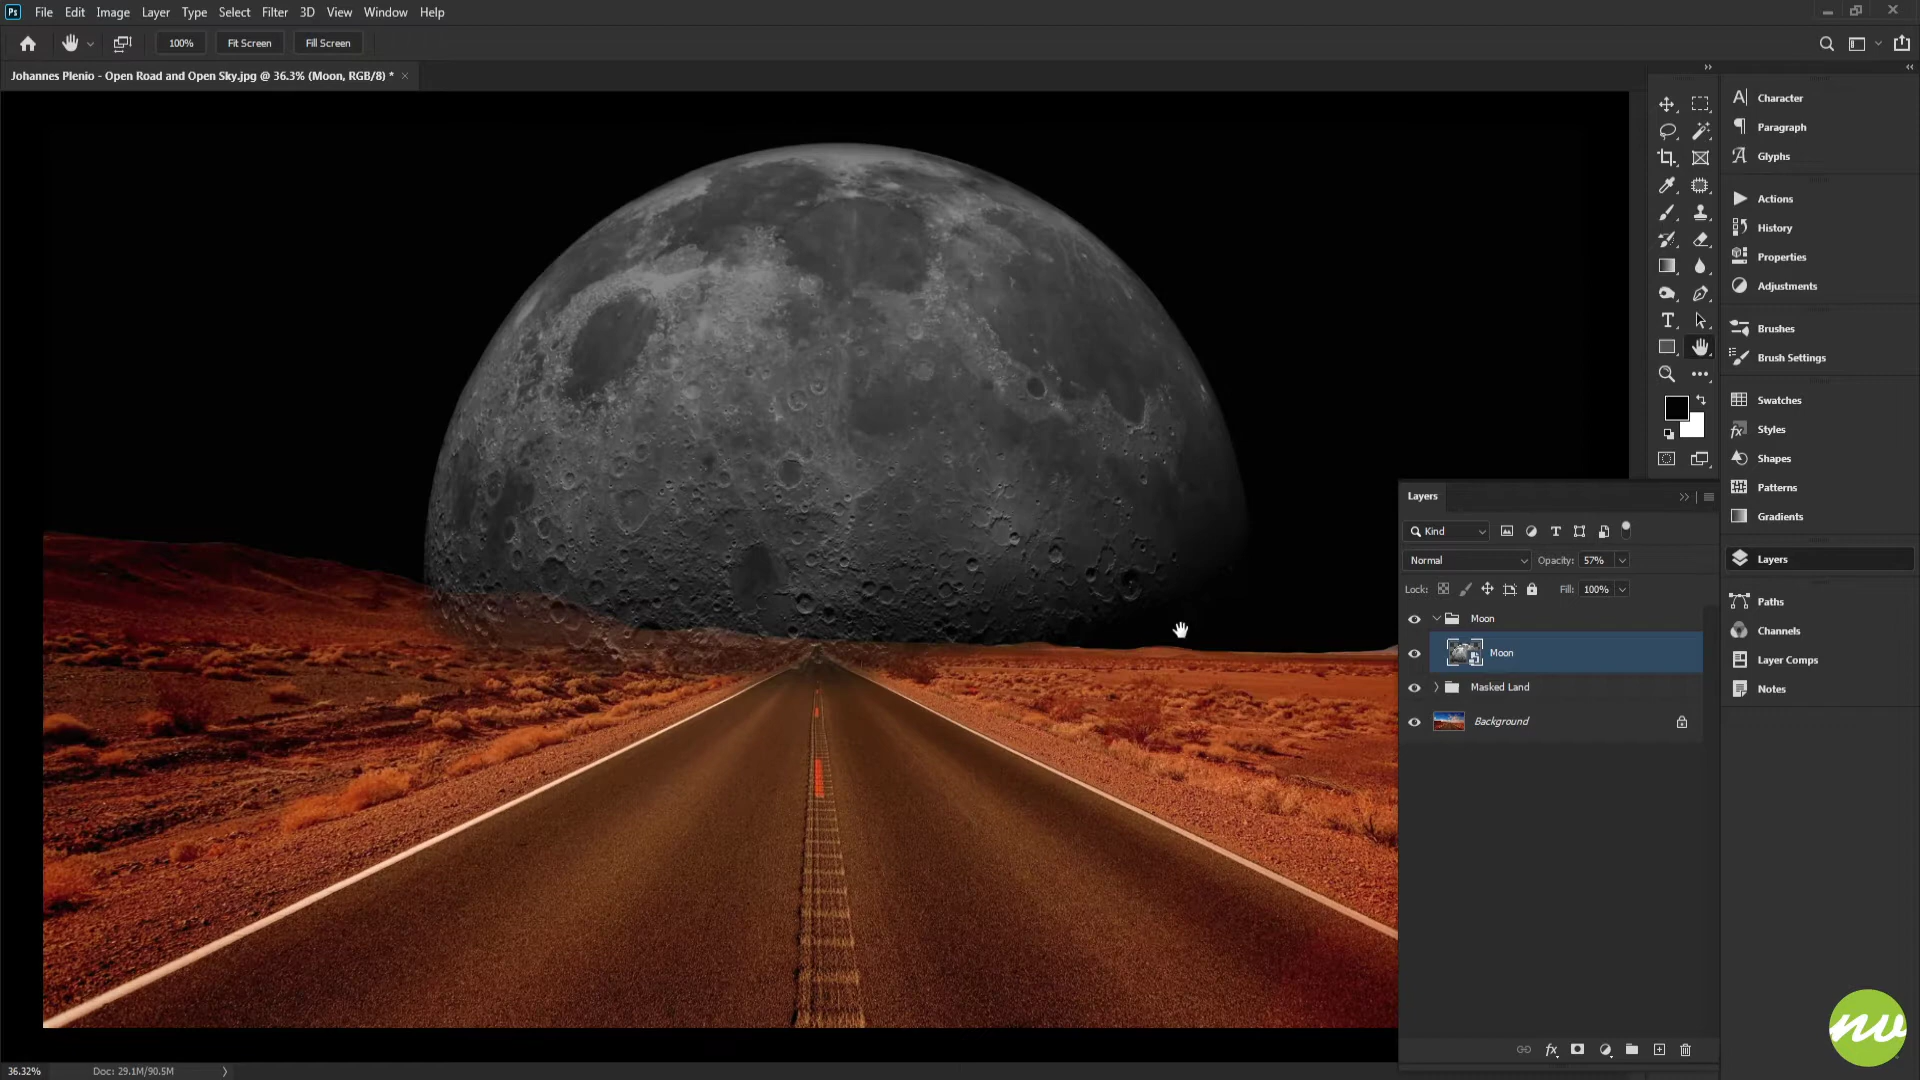 Ps File Edit Image Layer Type Select Filter 3D View Window Help
100% Fit Screen Fill Screen
Johannes Plenio - Open Road and Open Sky.jpg @ 36.3% (Moon, RGB/8) *
Character
Paragraph
Glyphs
Actions
History
Properties
Adjustments
Brushes
Brush Settings
Swatches
Styles
Shapes
Patterns
Gradients
Layers
Paths
Channels
Layer Comps
Notes
Layers
Kind
Normal Opacity: 57%
Lock: Fill: 100%
Moon
Moon
Masked Land
Background
fx
36.32% Doc: 29.1M/90.5M
nv